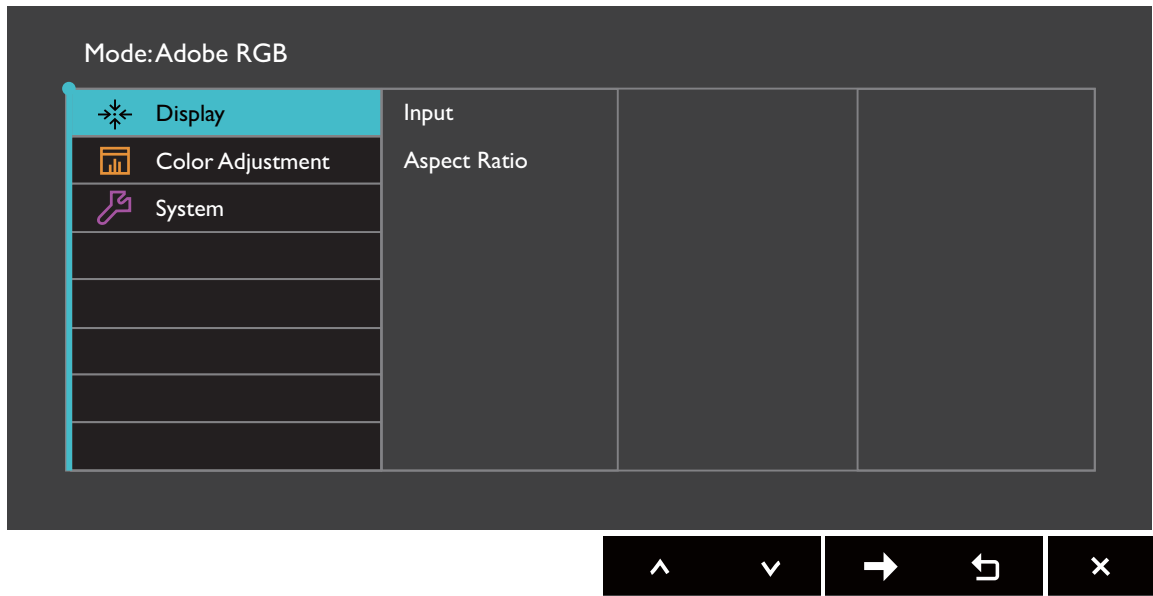 Mode: Adobe RGB
Display
Input
Color Adjustment
Aspect Ratio
System